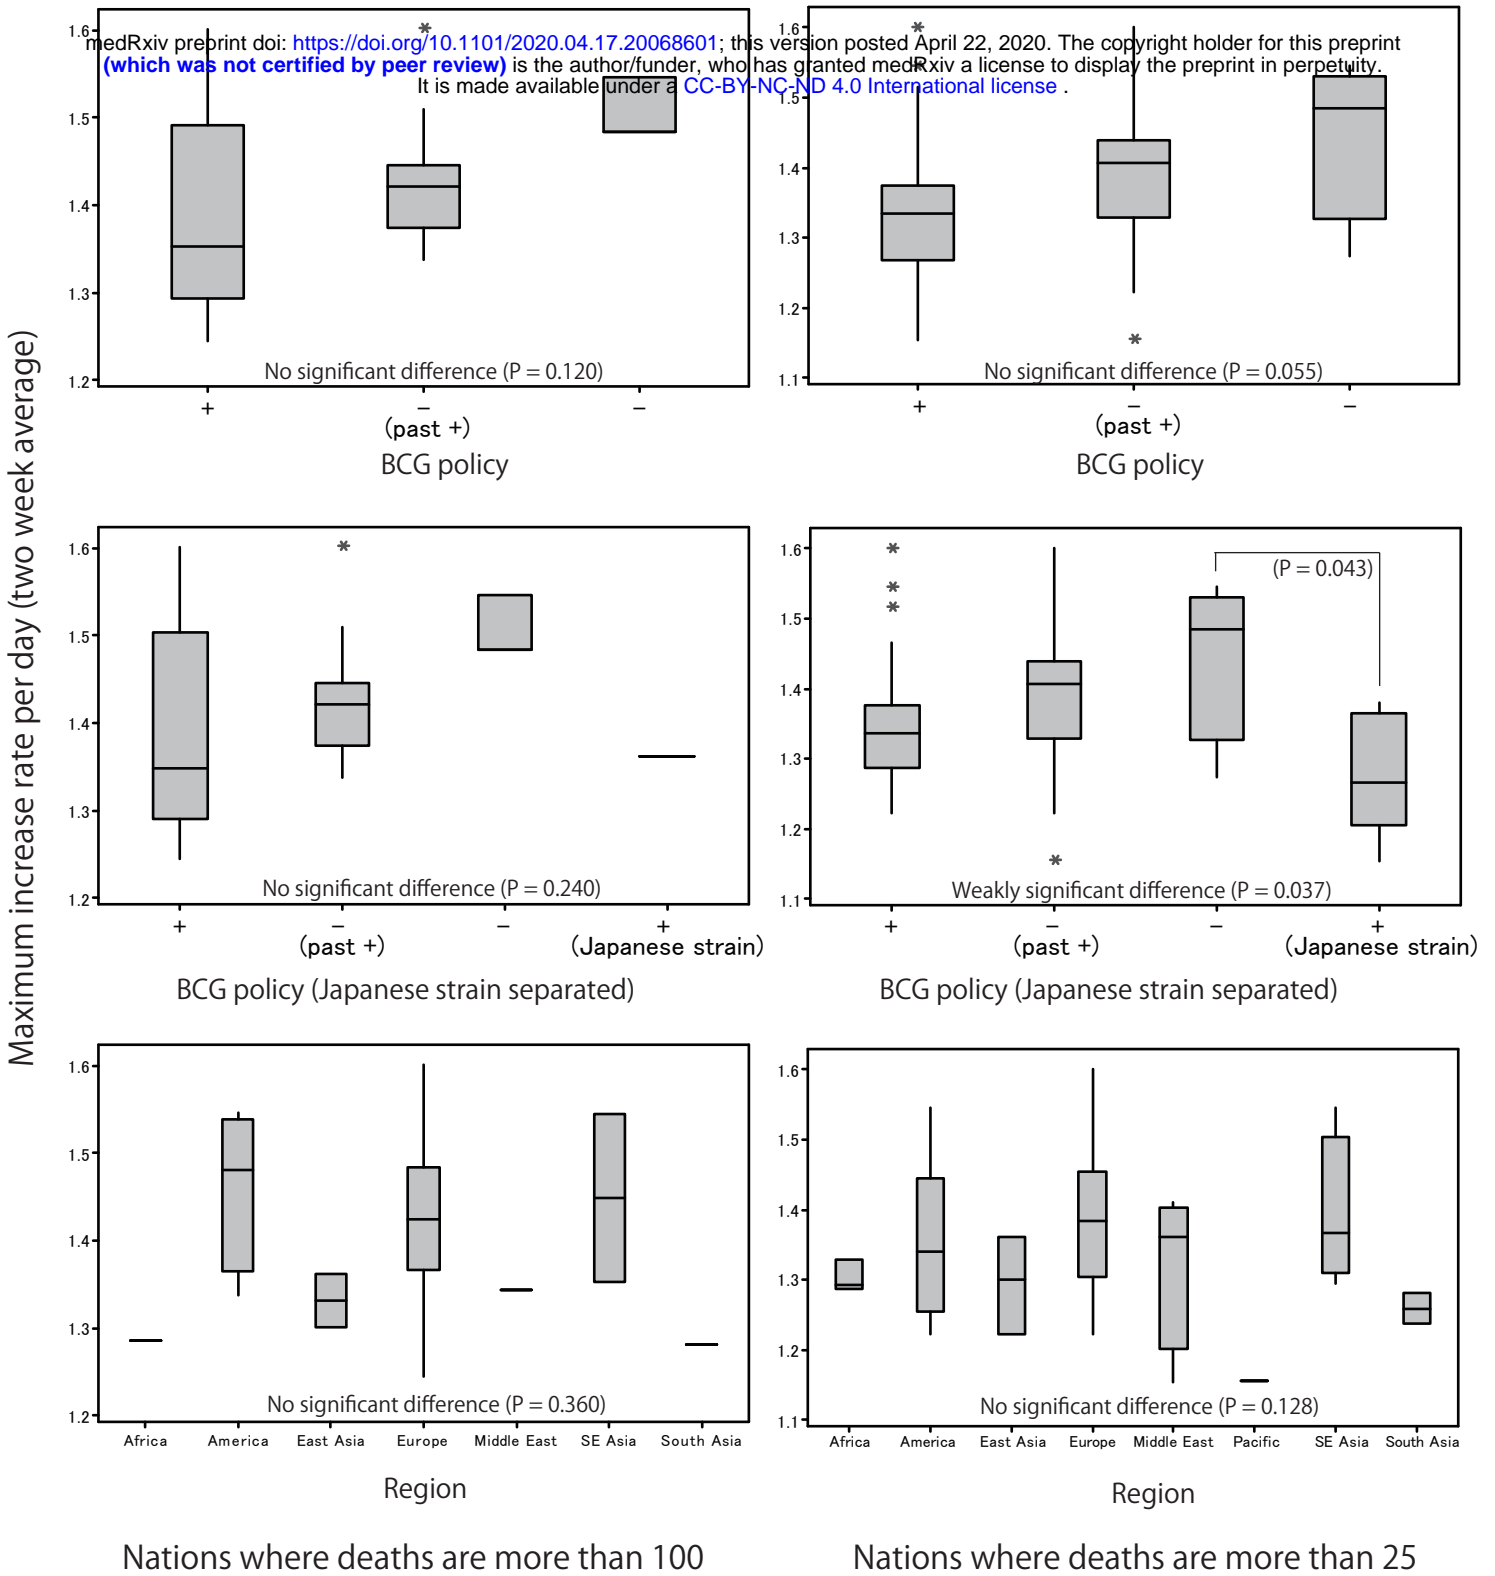 medRxiv preprint doi: https://doi.org/10.1101/2020.04.17.20068601; this version posted April 22, 2020. The copyright holder for this preprint
(which was not certified by peer review) is the author/funder, who has granted medRxiv a license to display the preprint in perpetuity.
It is made available under a CC-BY-NC-ND 4.0 International license .
Maximum increase rate per day (two week average)
1.6
1.5
1.4
1.3
1.2
No significant difference (P = 0.120)
+ − −
(past +)
BCG policy
1.6
1.5
1.4
1.3
1.2
1.1
No significant difference (P = 0.055)
+ − −
(past +)
BCG policy
1.6
1.5
1.4
1.3
1.2
No significant difference (P = 0.240)
+ − − +
(past +) (Japanese strain)
BCG policy (Japanese strain separated)
1.6
1.5
1.4
1.3
1.2
1.1
(P = 0.043)
Weakly significant difference (P = 0.037)
+ − − +
(past +) (Japanese strain)
BCG policy (Japanese strain separated)
1.6
1.5
1.4
1.3
1.2
No significant difference (P = 0.360)
Africa America East Asia Europe Middle East SE Asia South Asia
Region
1.6
1.5
1.4
1.3
1.2
1.1
No significant difference (P = 0.128)
Africa America East Asia Europe Middle East Pacific SE Asia South Asia
Region
Nations where deaths are more than 100
Nations where deaths are more than 25